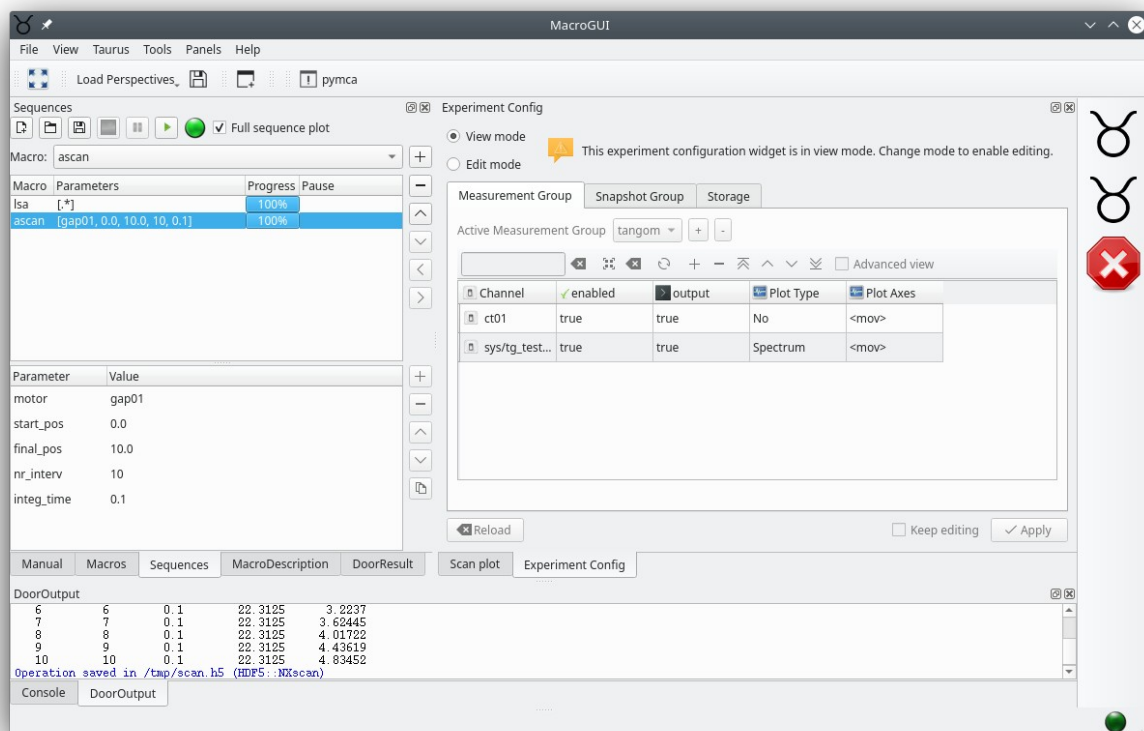 MacroGUI
File View Taurus Tools Panels Help
Load Perspectives pymca
Sequences
Full sequence plot
Macro: ascan
Macro Parameters Progress Pause
lsa [.*] 100%
ascan [gap01, 0.0, 10.0, 10, 0.1] 100%
Parameter Value
motor gap01
start_pos 0.0
final_pos 10.0
nr_interv 10
integ_time 0.1
Manual Macros Sequences MacroDescription DoorResult
Experiment Config
View mode
Edit mode
This experiment configuration widget is in view mode. Change mode to enable editing.
Measurement Group Snapshot Group Storage
Active Measurement Group tangom + -
Advanced view
Channel enabled output Plot Type Plot Axes
ct01 true true No <mov>
sys/tg_test... true true Spectrum <mov>
Reload Keep editing Apply
Scan plot Experiment Config
DoorOutput
6 6 0.1 22.3125 3.2237
7 7 0.1 22.3125 3.62445
8 8 0.1 22.3125 4.01722
9 9 0.1 22.3125 4.43619
10 10 0.1 22.3125 4.83452
Operation saved in /tmp/scan.h5 (HDF5::NXscan)
Console DoorOutput